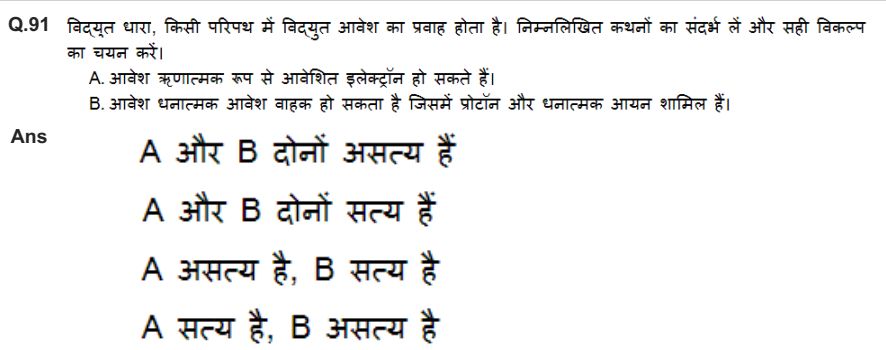 Q.91 विद्युत धारा, किसी परिपथ में विद्युत आवेश का प्रवाह होता है। निम्नलिखित कथनों का संदर्भ लें और सही विकल्प
का चयन करें।
A. आवेश ऋणात्मक रूप से आवेशित इलेक्ट्रॉन हो सकते हैं।
B. आवेश धनात्मक आवेश वाहक हो सकता है जिसमें प्रोटॉन और धनात्मक आयन शामिल हैं।
Ans
A और B दोनों असत्य हैं
A और B दोनों सत्य हैं
A असत्य है, B सत्य है
A सत्य है, B असत्य है